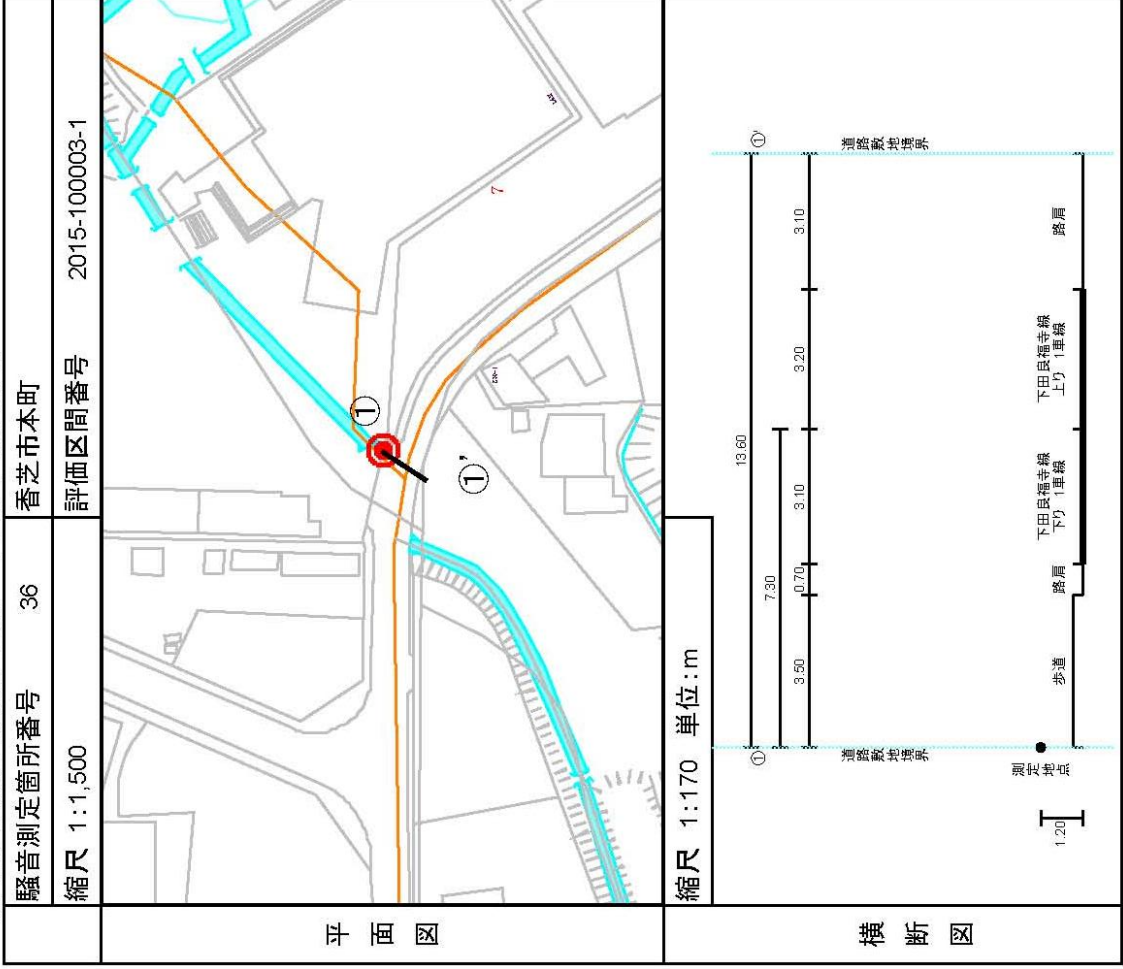 騒音測定箇所番号 36 香芝市本町
縮尺 1:1,500 評価区間番号 2015-100003-1
平面図
①
①'
7
縮尺 1:170 単位:m
横断図
① ①'
13.60
7.30
3.50 0.70 3.10 3.20 3.10
道路敷地境界 道路敷地境界
測定地点
1.20
歩道 路肩
下田良福寺線
下り 1車線
下田良福寺線
上り 1車線
路肩